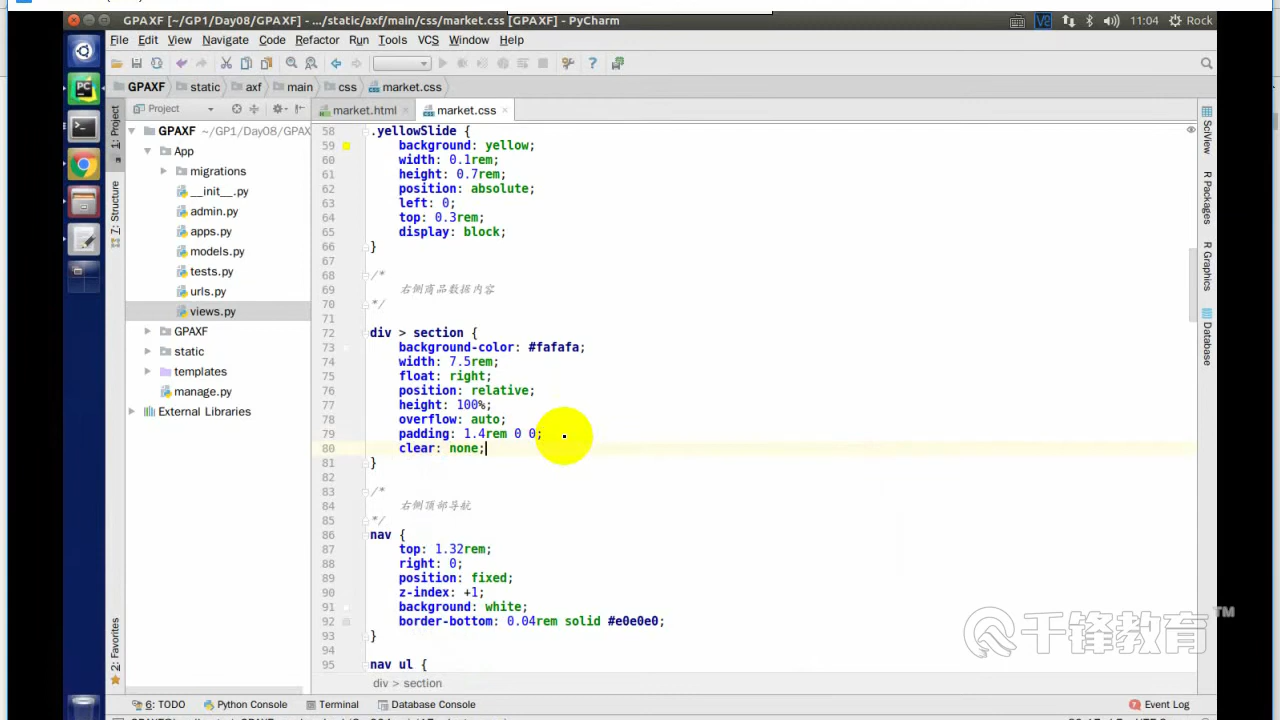 GPAXF [~/GP1/Day08/GPAXF] - .../static/axf/main/css/market.css [GPAXF] - PyCharm
11:04 Rock
File Edit View Navigate Code Refactor Run Tools VCS Window Help
GPAXF static axf main css market.css
Project
market.html market.css
1: Project
7: Structure
2: Favorites
GPAXF ~/GP1/Day08/GPAX
App
migrations
__init__.py
admin.py
apps.py
models.py
tests.py
urls.py
views.py
GPAXF
static
templates
manage.py
External Libraries
58 .yellowSlide {
59 background: yellow;
60 width: 0.1rem;
61 height: 0.7rem;
62 position: absolute;
63 left: 0;
64 top: 0.3rem;
65 display: block;
66 }
67
68 /*
69 右侧商品数据内容
70 */
71
72 div > section {
73 background-color: #fafafa;
74 width: 7.5rem;
75 float: right;
76 position: relative;
77 height: 100%;
78 overflow: auto;
79 padding: 1.4rem 0 0;
80 clear: none;
81 }
82
83 /*
84 右侧顶部导航
85 */
86 nav {
87 top: 1.32rem;
88 right: 0;
89 position: fixed;
90 z-index: +1;
91 background: white;
92 border-bottom: 0.04rem solid #e0e0e0;
93 }
94
95 nav ul {
div > section
SciView
R Packages
R Graphics
Database
千锋教育 TM
6: TODO Python Console Terminal Database Console Event Log